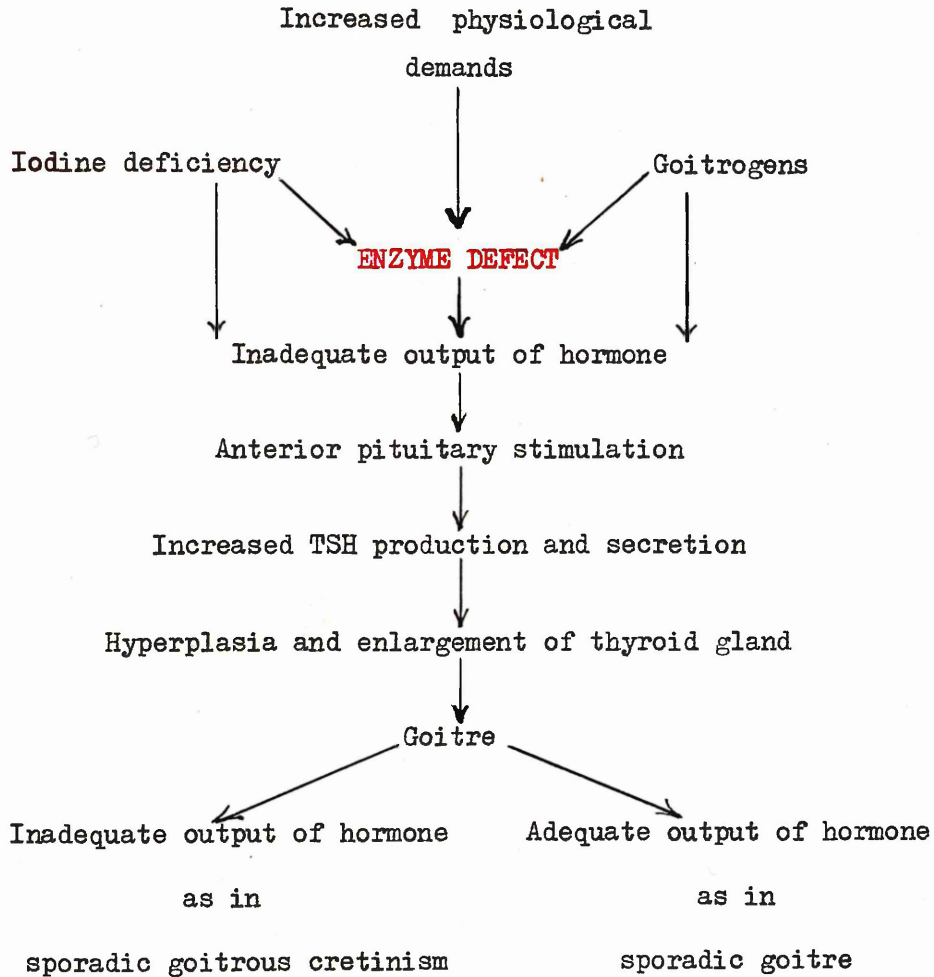 Increased physiological
demands
Iodine deficiency
Goitrogens
ENZYME DEFECT
Inadequate output of hormone
Anterior pituitary stimulation
Increased TSH production and secretion
Hyperplasia and enlargement of thyroid gland
Goitre
Inadequate output of hormone
as in
sporadic goitrous cretinism
Adequate output of hormone
as in
sporadic goitre